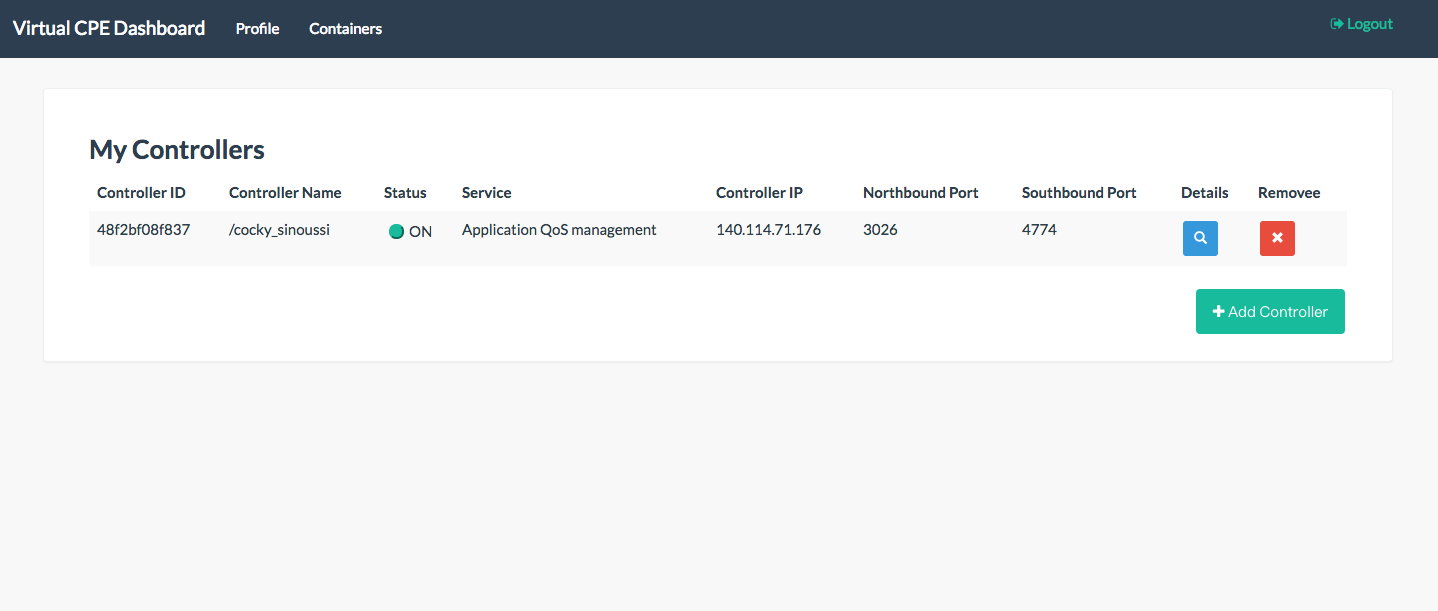 Virtual CPE Dashboard Profile Containers Logout
My Controllers
Controller ID Controller Name Status Service Controller IP Northbound Port Southbound Port Details Removee
48f2bf08f837 /cocky_sinoussi ON Application QoS management 140.114.71.176 3026 4774
Add Controller